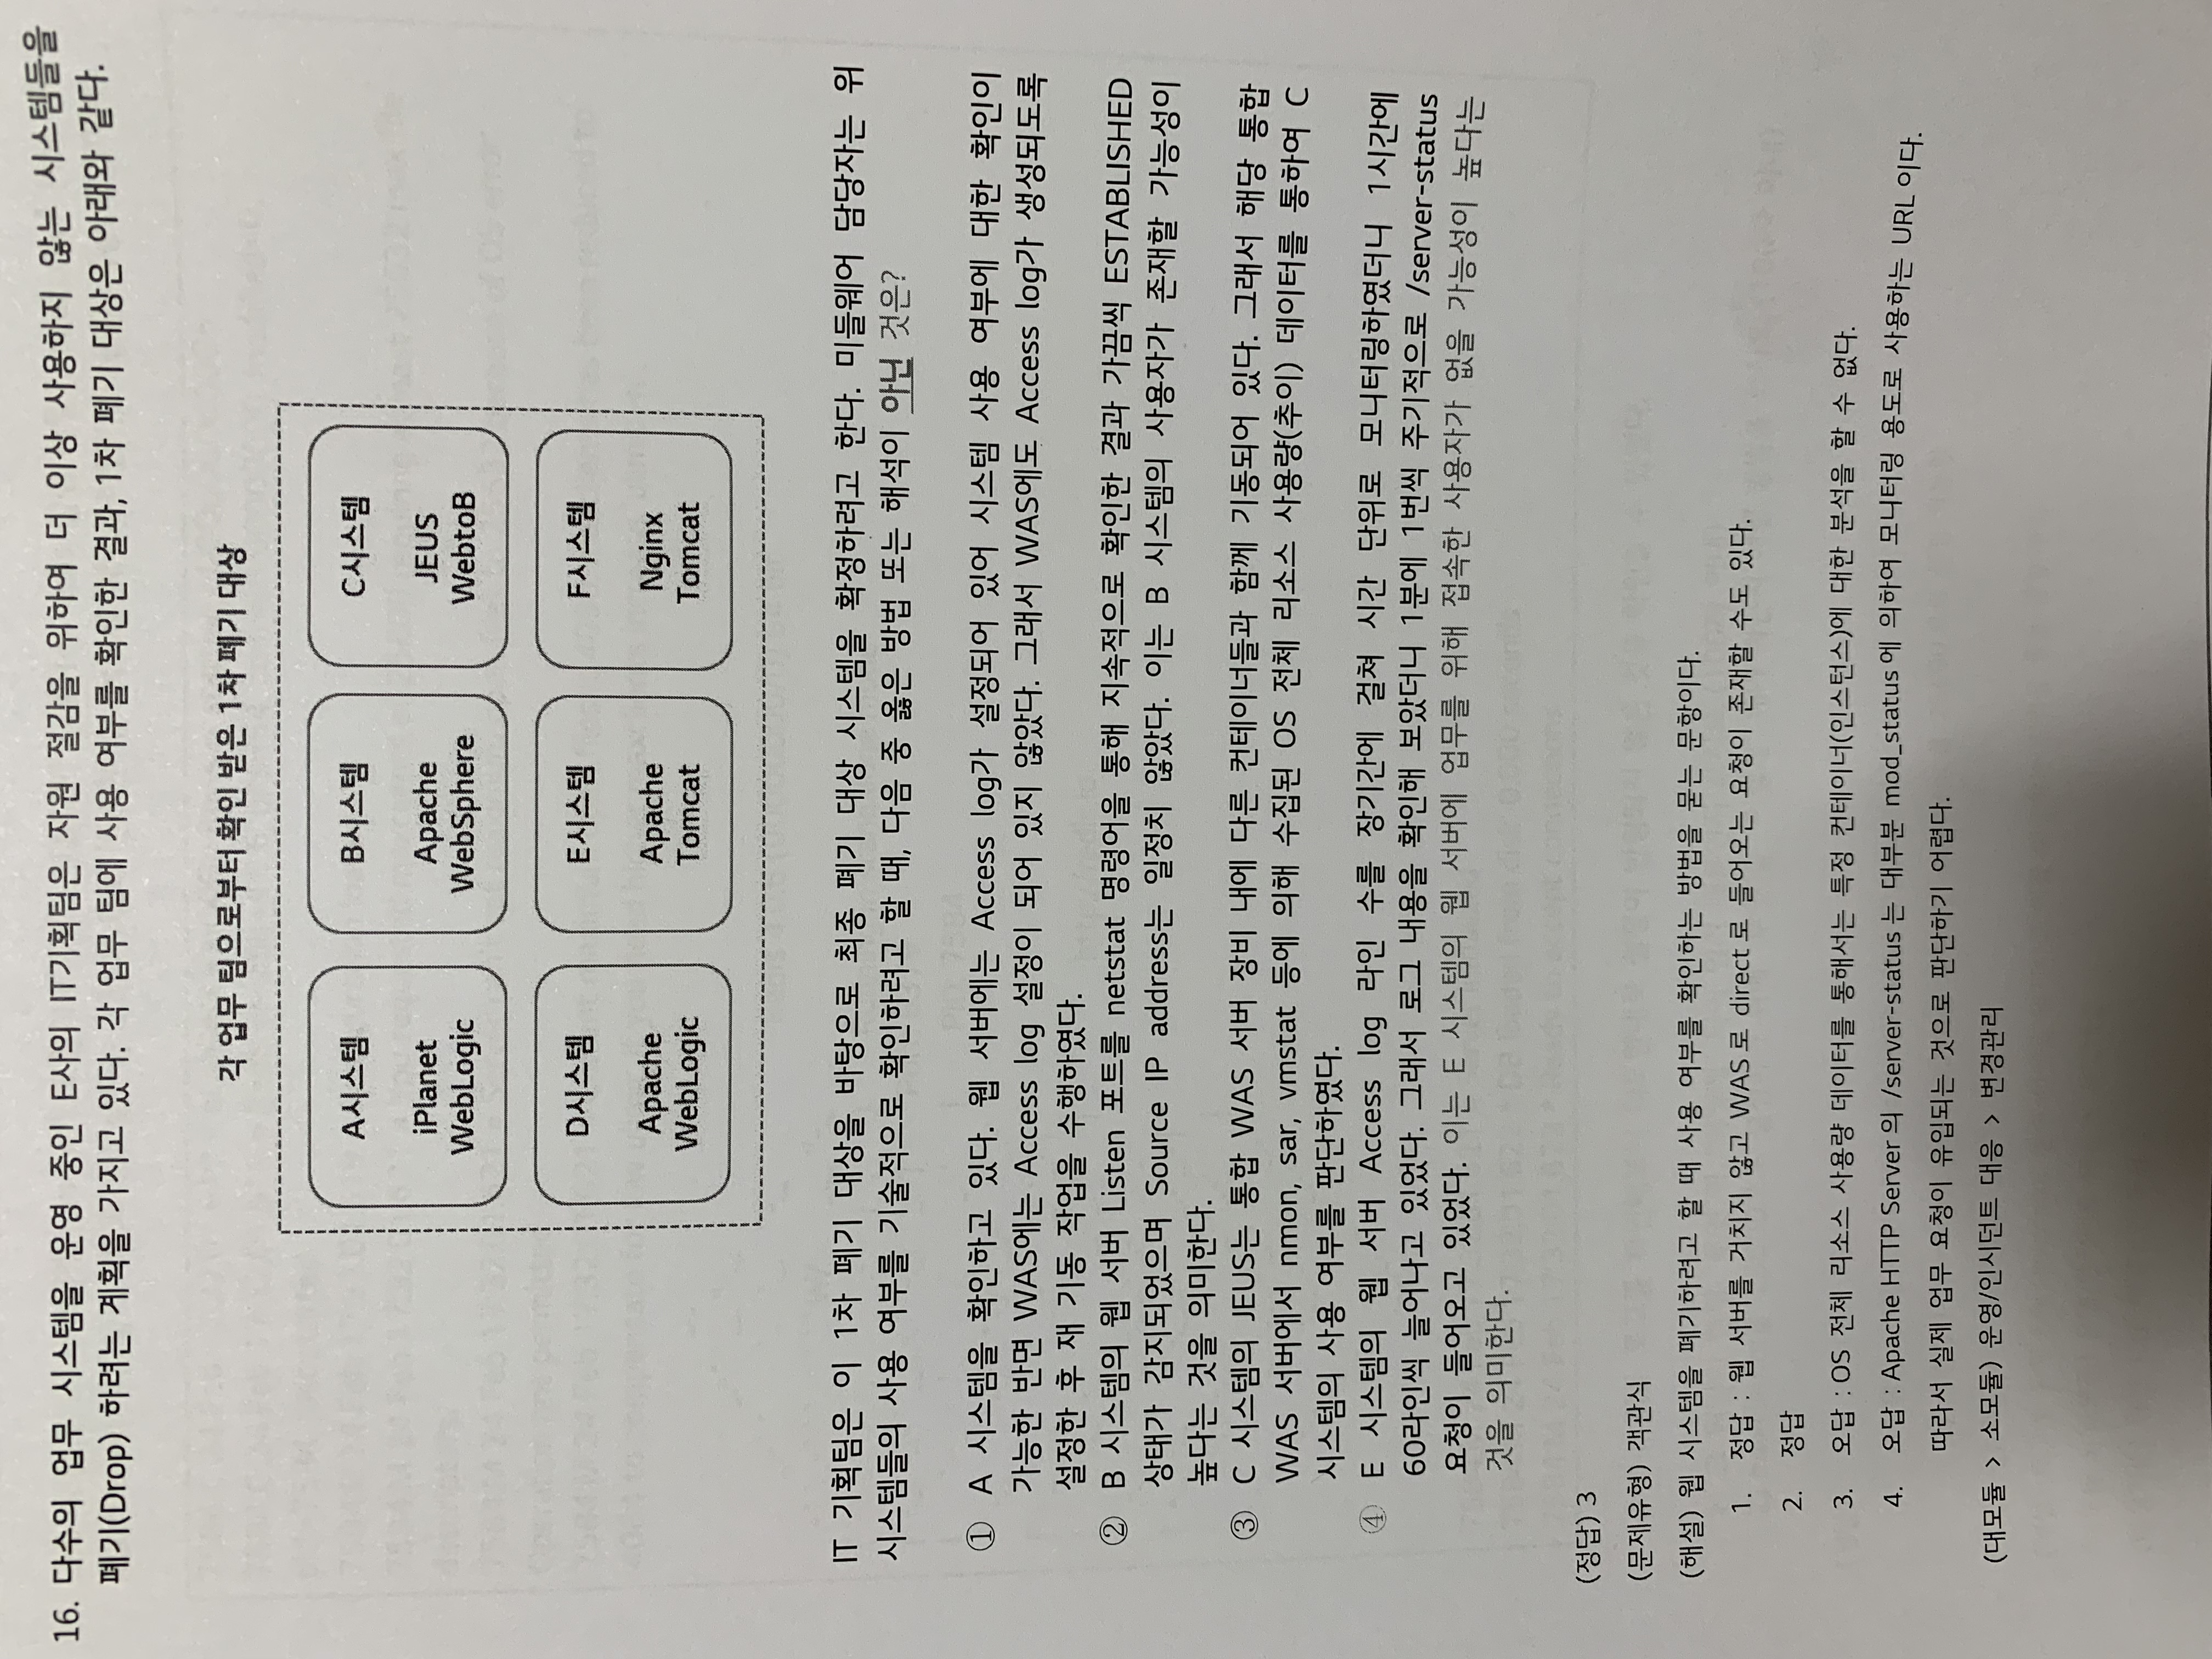 16. 다수의 업무 시스템을 운영 중인 E사의 IT기획팀은 자원 절감을 위하여 더 이상 사용하지 않는 시스템들을
폐기(Drop) 하려는 계획을 가지고 있다. 각 업무 팀에 사용 여부를 확인한 결과, 1차 폐기 대상은 아래와 같다.
각 업무 팀으로부터 확인 받은 1차 폐기 대상
A시스템
iPlanet
WebLogic
B시스템
Apache
WebSphere
C시스템
JEUS
WebtoB
D시스템
Apache
WebLogic
E시스템
Apache
Tomcat
F시스템
Nginx
Tomcat
IT 기획팀은 이 1차 폐기 대상을 바탕으로 최종 폐기 대상 시스템을 확정하려고 한다. 미들웨어 담당자는 위
시스템들의 사용 여부를 기술적으로 확인하려고 할 때, 다음 중 옳은 방법 또는 해석이 아닌 것은?
① A 시스템을 확인하고 있다. 웹 서버에는 Access log가 설정되어 있어 시스템 사용 여부에 대한 확인이
가능한 반면 WAS에는 Access log 설정이 되어 있지 않았다. 그래서 WAS에도 Access log가 생성되도록
설정한 후 재 기동 작업을 수행하였다.
② B 시스템의 웹 서버 Listen 포트를 netstat 명령어을 통해 지속적으로 확인한 결과 가끔씩 ESTABLISHED
상태가 감지되었으며 Source IP address는 일정치 않았다. 이는 B 시스템의 사용자가 존재할 가능성이
높다는 것을 의미한다.
③ C 시스템의 JEUS는 통합 WAS 서버 장비 내에 다른 컨테이너들과 함께 기동되어 있다. 그래서 해당 통합
WAS 서버에서 nmon, sar, vmstat 등에 의해 수집된 OS 전체 리소스 사용량(추이) 데이터를 통하여 C
시스템의 사용 여부를 판단하였다.
④ E 시스템의 웹 서버 Access log 라인 수를 장기간에 걸쳐 시간 단위로 모니터링하였더니 1시간에
60라인씩 늘어나고 있었다. 그래서 로그 내용을 확인해 보았더니 1분에 1번씩 주기적으로 /server-status
요청이 들어오고 있었다. 이는 E 시스템의 웹 서버에 업무를 위해 접속한 사용자가 없을 가능성이 높다는
것을 의미한다.
(정답) 3
(문제유형) 객관식
(해설) 웹 시스템을 폐기하려고 할 때 사용 여부를 확인하는 방법을 묻는 문항이다.
1. 정답 : 웹 서버를 거치지 않고 WAS 로 direct 로 들어오는 요청이 존재할 수도 있다.
2. 정답
3. 오답 : OS 전체 리소스 사용량 데이터를 통해서는 특정 컨테이너(인스턴스)에 대한 분석을 할 수 없다.
4. 오답 : Apache HTTP Server 의 /server-status 는 대부분 mod_status 에 의하여 모니터링 용도로 사용하는 URL 이다.
따라서 실제 업무 요청이 유입되는 것으로 판단하기 어렵다.
(대모듈 > 소모듈) 운영/인시던트 대응 > 변경관리